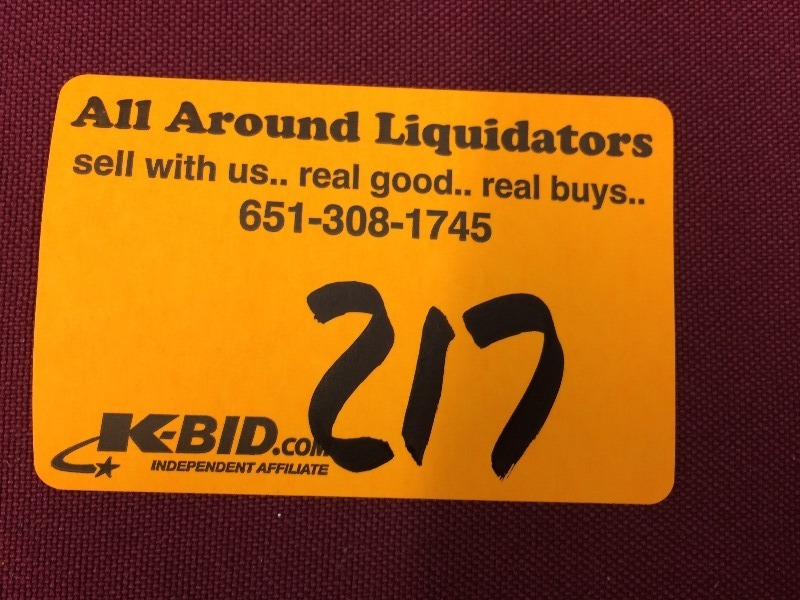 All Around Liquidators
sell with us.. real good.. real buys..
651-308-1745
217
K-BID.com
INDEPENDENT AFFILIATE